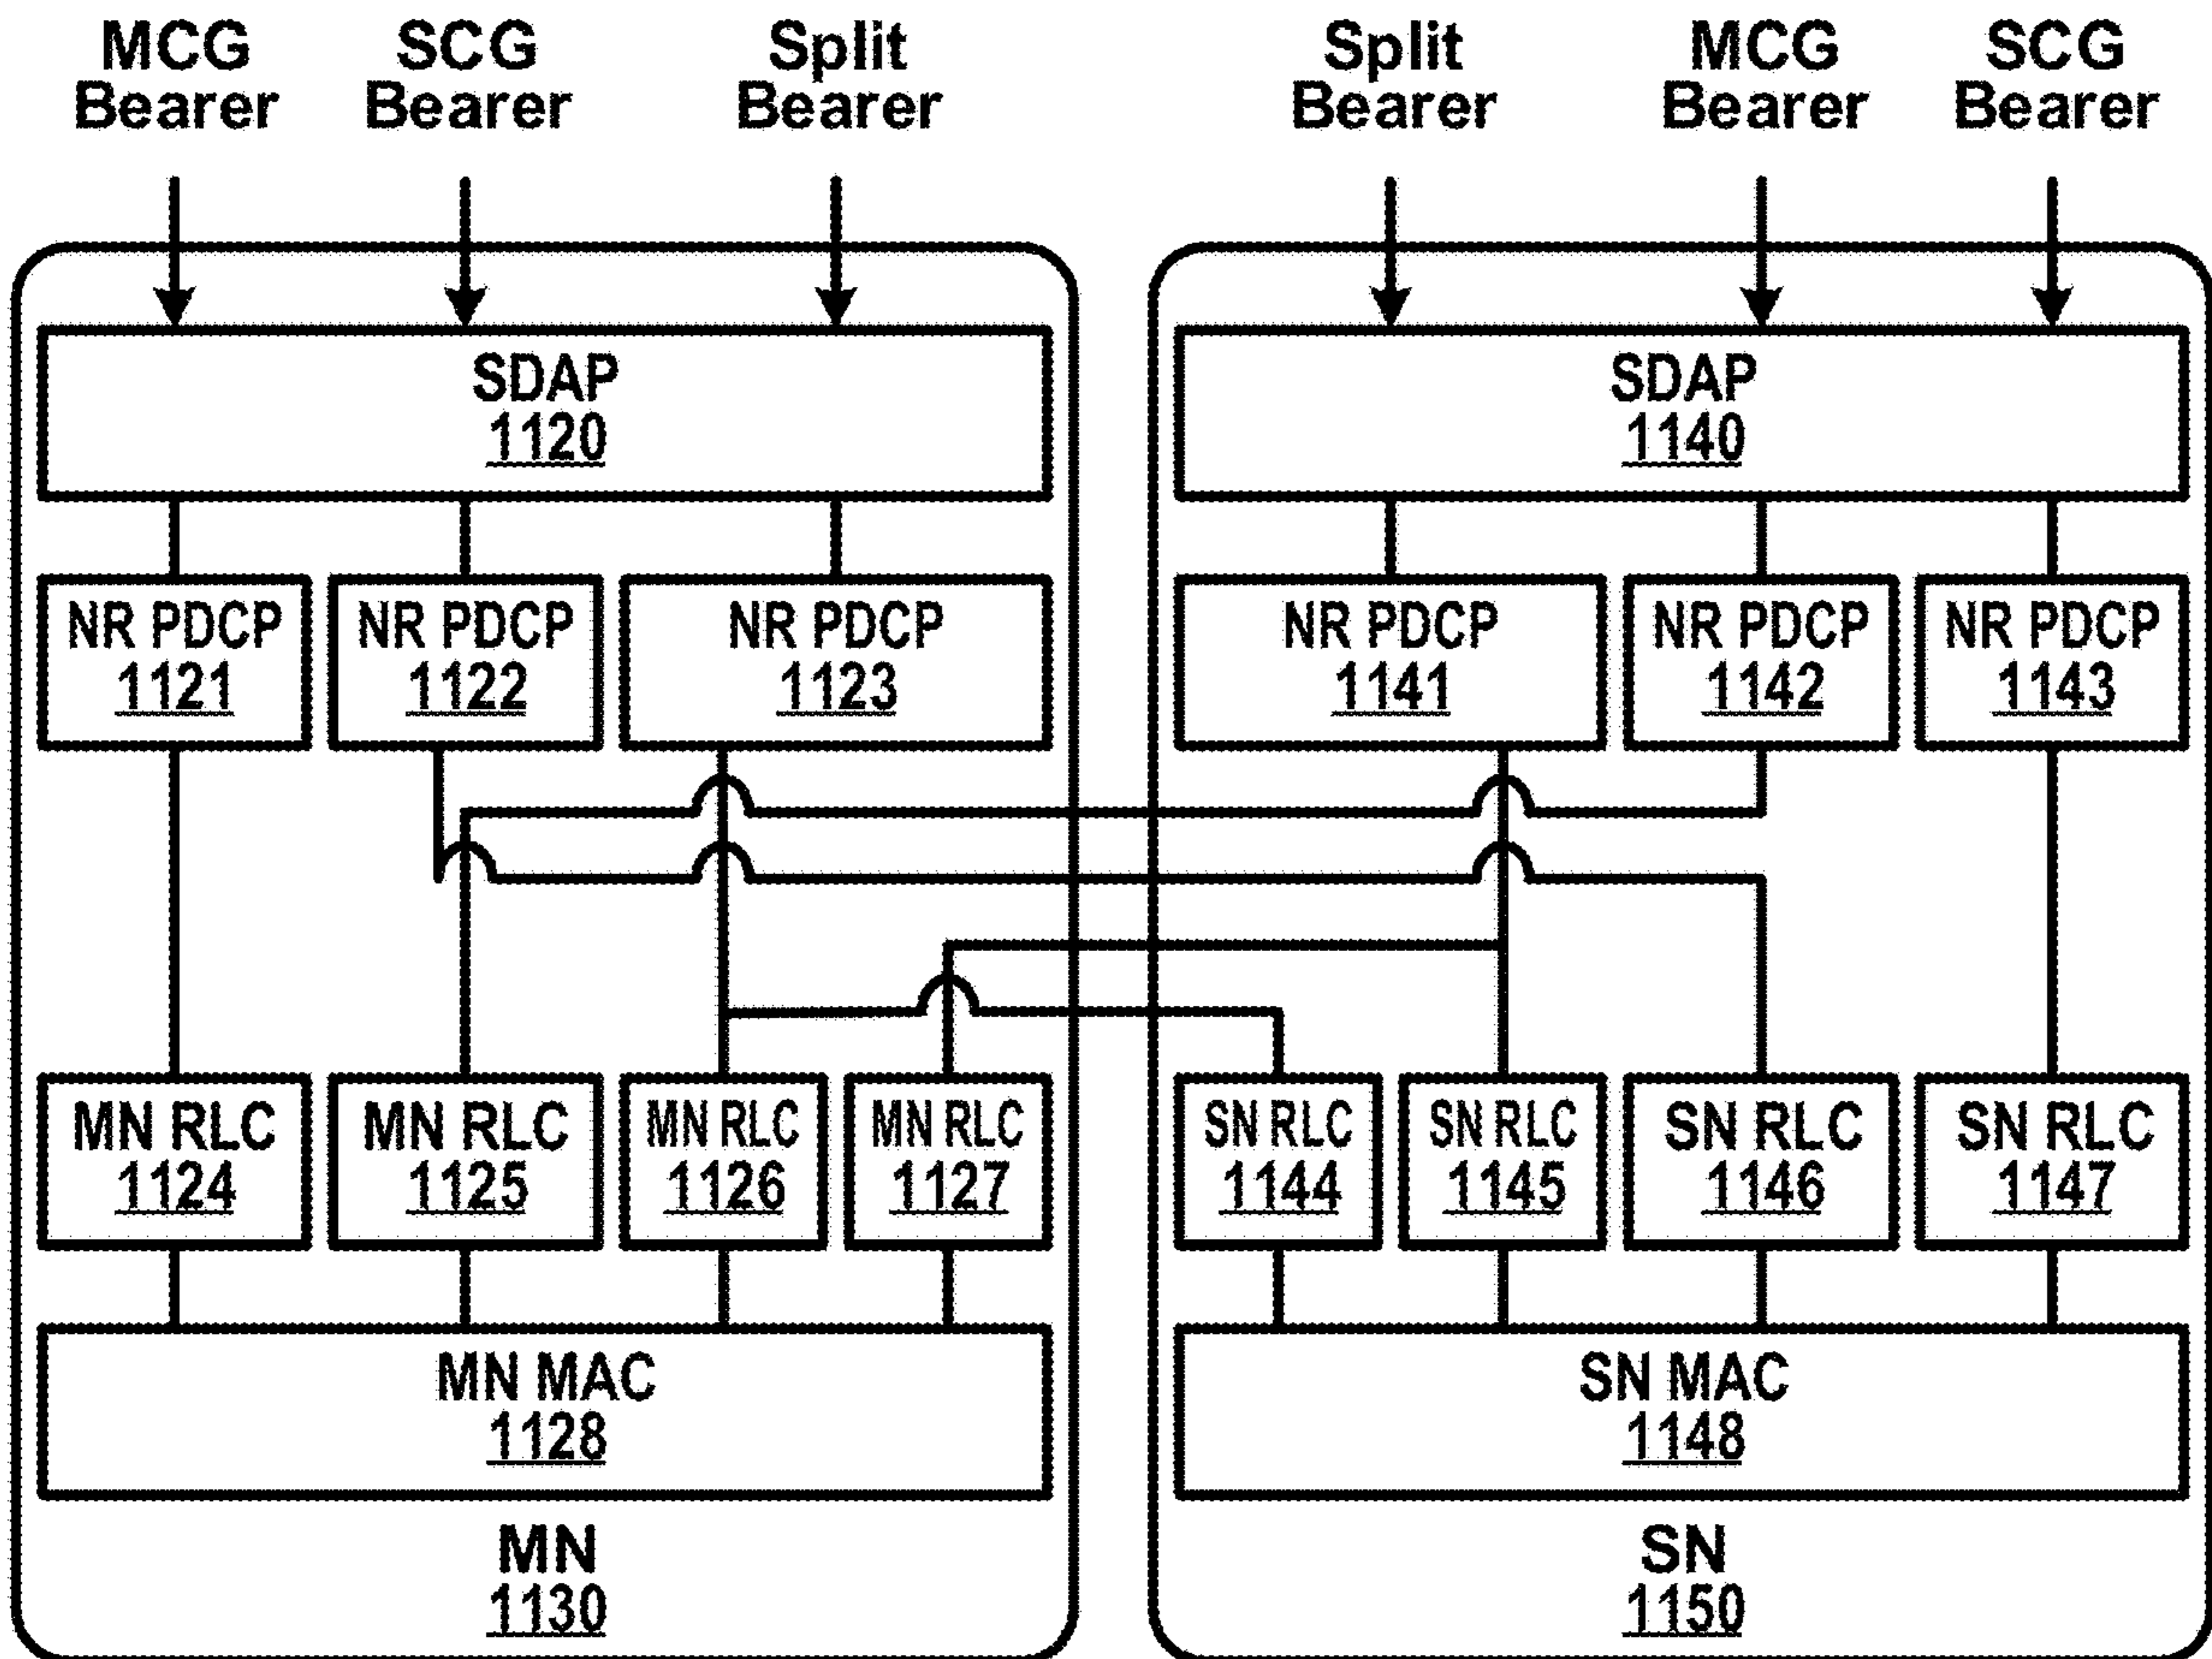 MCG
Bearer
SCG
Bearer
Split
Bearer
Split
Bearer
MCG
Bearer
SCG
Bearer
SDAP
1120
SDAP
1140
NR PDCP
1121
NR PDCP
1122
NR PDCP
1123
NR PDCP
1141
NR PDCP
1142
NR PDCP
1143
MN RLC
1124
MN RLC
1125
MN RLC
1126
MN RLC
1127
SN RLC
1144
SN RLC
1145
SN RLC
1146
SN RLC
1147
MN MAC
1128
SN MAC
1148
MN
1130
SN
1150